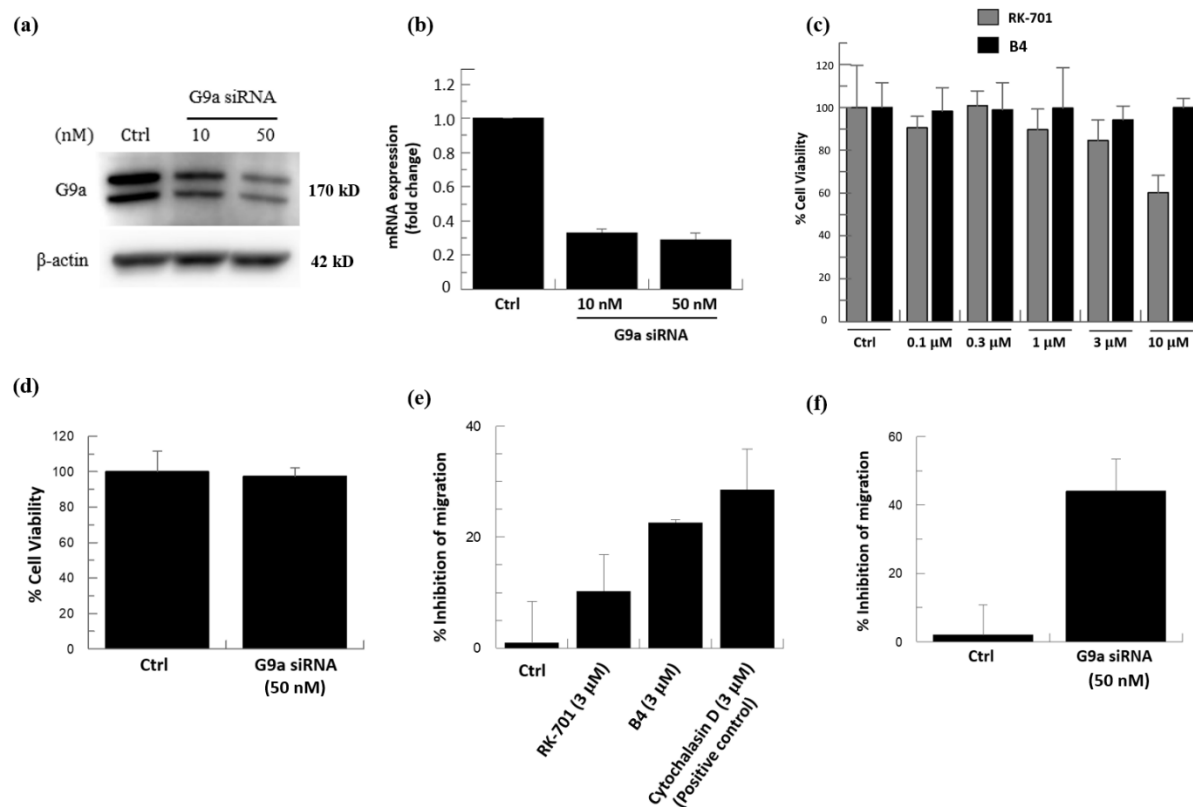 (a)
G9a siRNA
(nM) Ctrl 10 50
G9a 170 kD
β-actin 42 kD
(b)
mRNA expression
(fold change)
1.2
1.0
0.8
0.6
0.4
0.2
0
Ctrl 10 nM 50 nM
G9a siRNA
(c)
RK-701
B4
% Cell Viability
120
100
80
60
40
20
0
Ctrl 0.1 µM 0.3 µM 1 µM 3 µM 10 µM
(d)
% Cell Viability
120
100
80
60
40
20
0
Ctrl G9a siRNA
(50 nM)
(e)
% Inhibition of migration
40
20
0
Ctrl
RK-701 (3 µM)
B4 (3 µM)
Cytochalasin D (3 µM)
(Positive control)
(f)
% Inhibition of migration
60
40
20
0
Ctrl G9a siRNA
(50 nM)